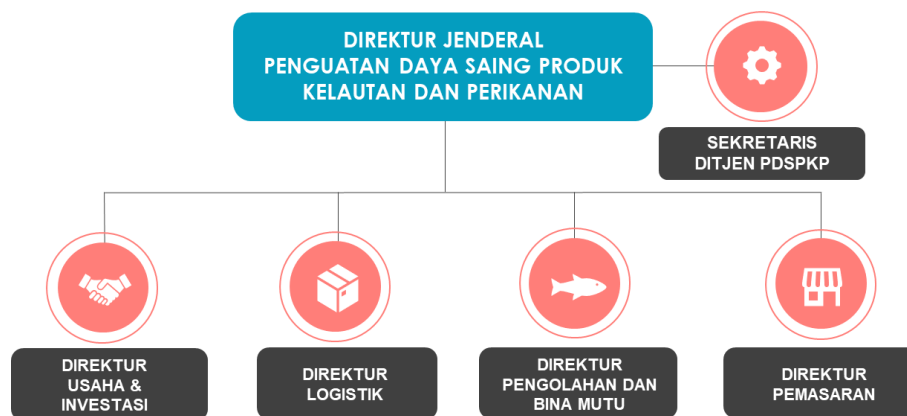 DIREKTUR JENDERAL
PENGUATAN DAYA SAING PRODUK
KELAUTAN DAN PERIKANAN
SEKRETARIS
DITJEN PDSPKP
DIREKTUR
USAHA &
INVESTASI
DIREKTUR
LOGISTIK
DIREKTUR
PENGOLAHAN DAN
BINA MUTU
DIREKTUR
PEMASARAN